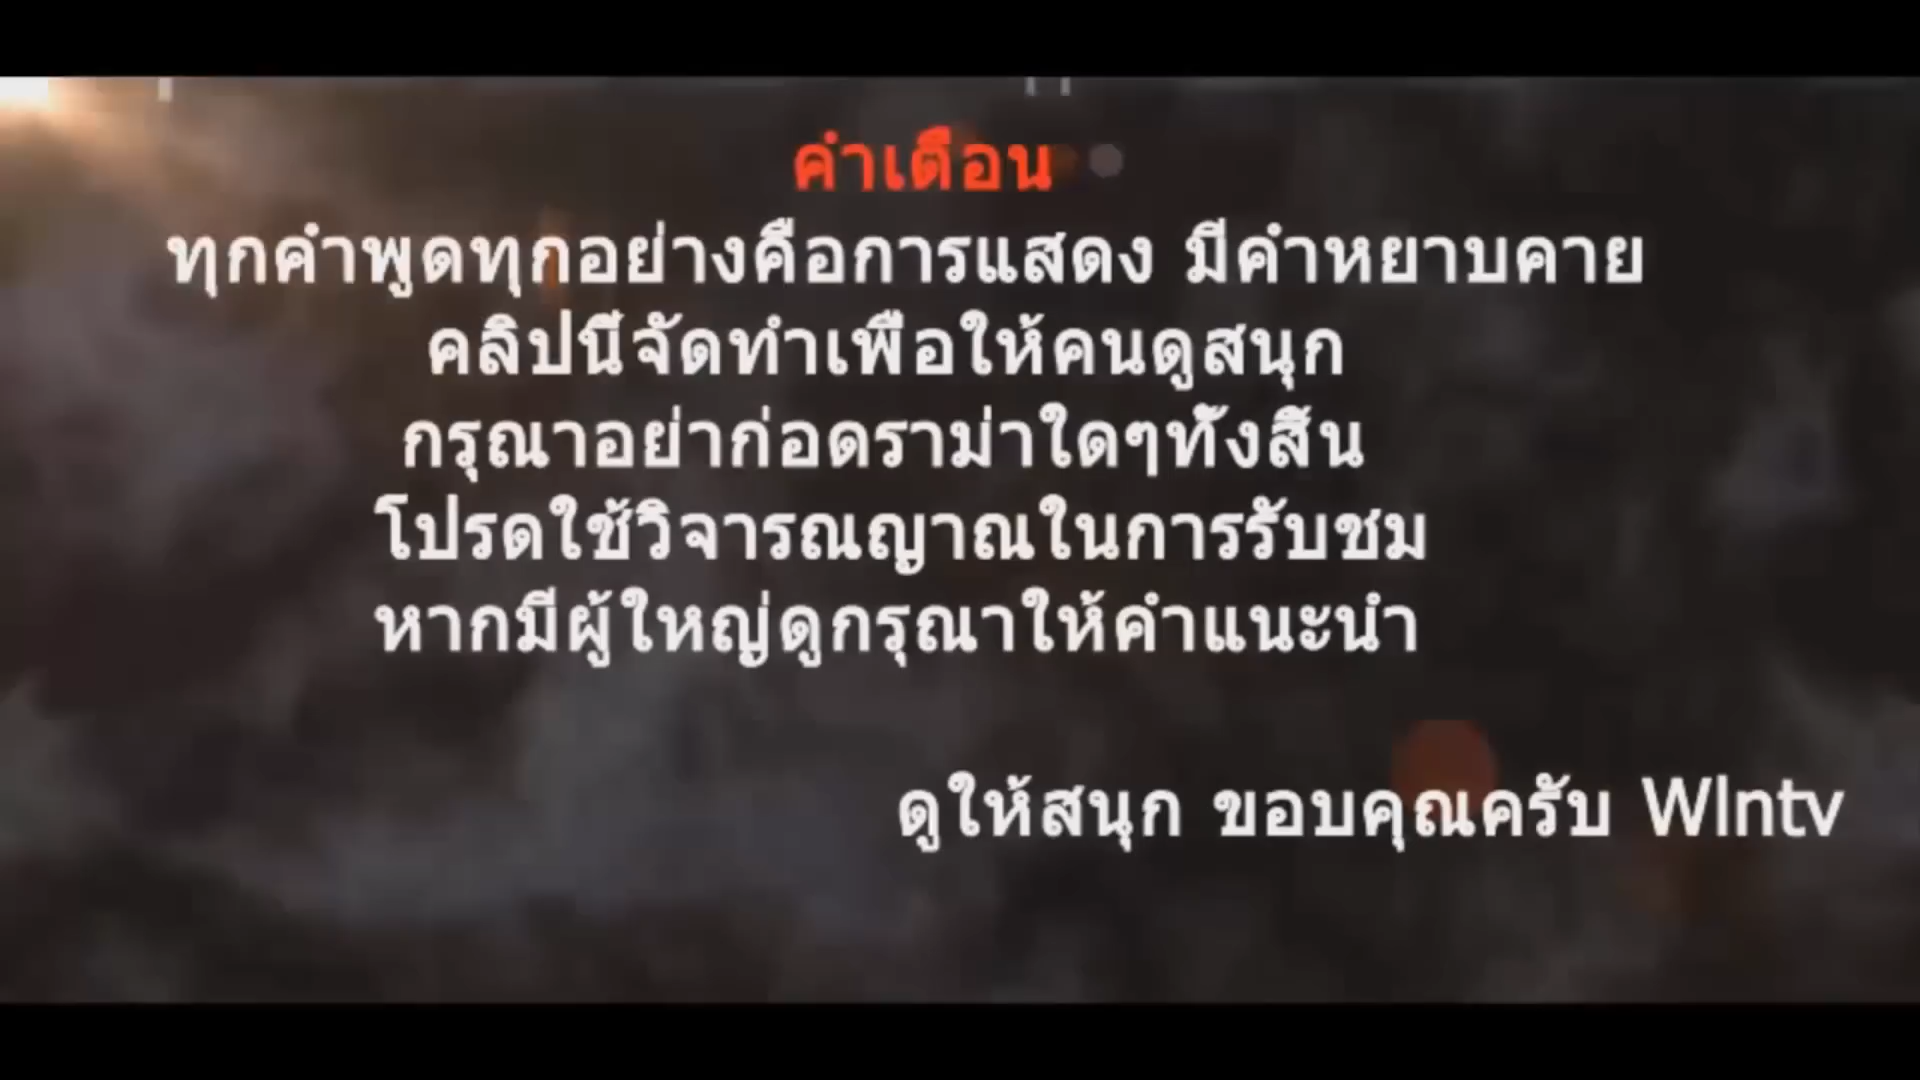 คำเตือน
ทุกคำพูดทุกอย่างคือการแสดง มีคำหยาบคาย
คลิปนี้จัดทำเพื่อให้คนดูสนุก
กรุณาอย่าก่อดราม่าใดๆทั้งสิ้น
โปรดใช้วิจารณญาณในการรับชม
หากมีผู้ใหญ่ดูกรุณาให้คำแนะนำ
ดูให้สนุก ขอบคุณครับ Wlntv